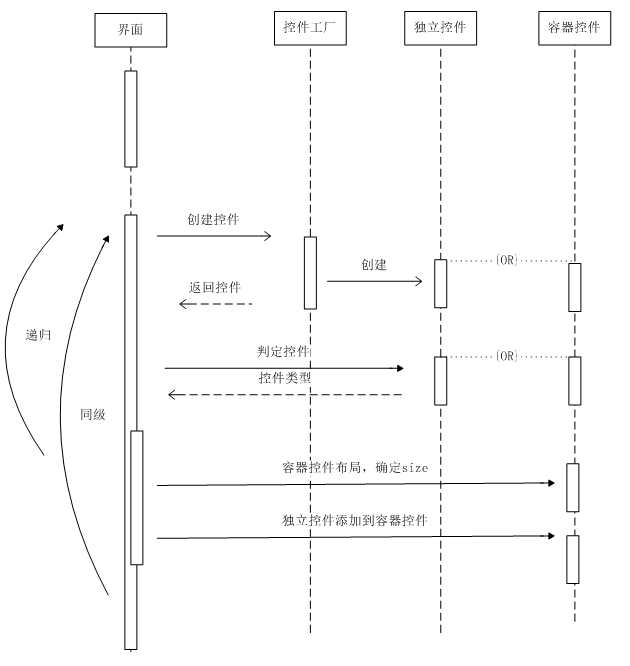 界面
控件工厂
独立控件
容器控件
创建控件
创建
(OR)
返回控件
递归
判定控件
(OR)
控件类型
同级
容器控件布局，确定size
独立控件添加到容器控件